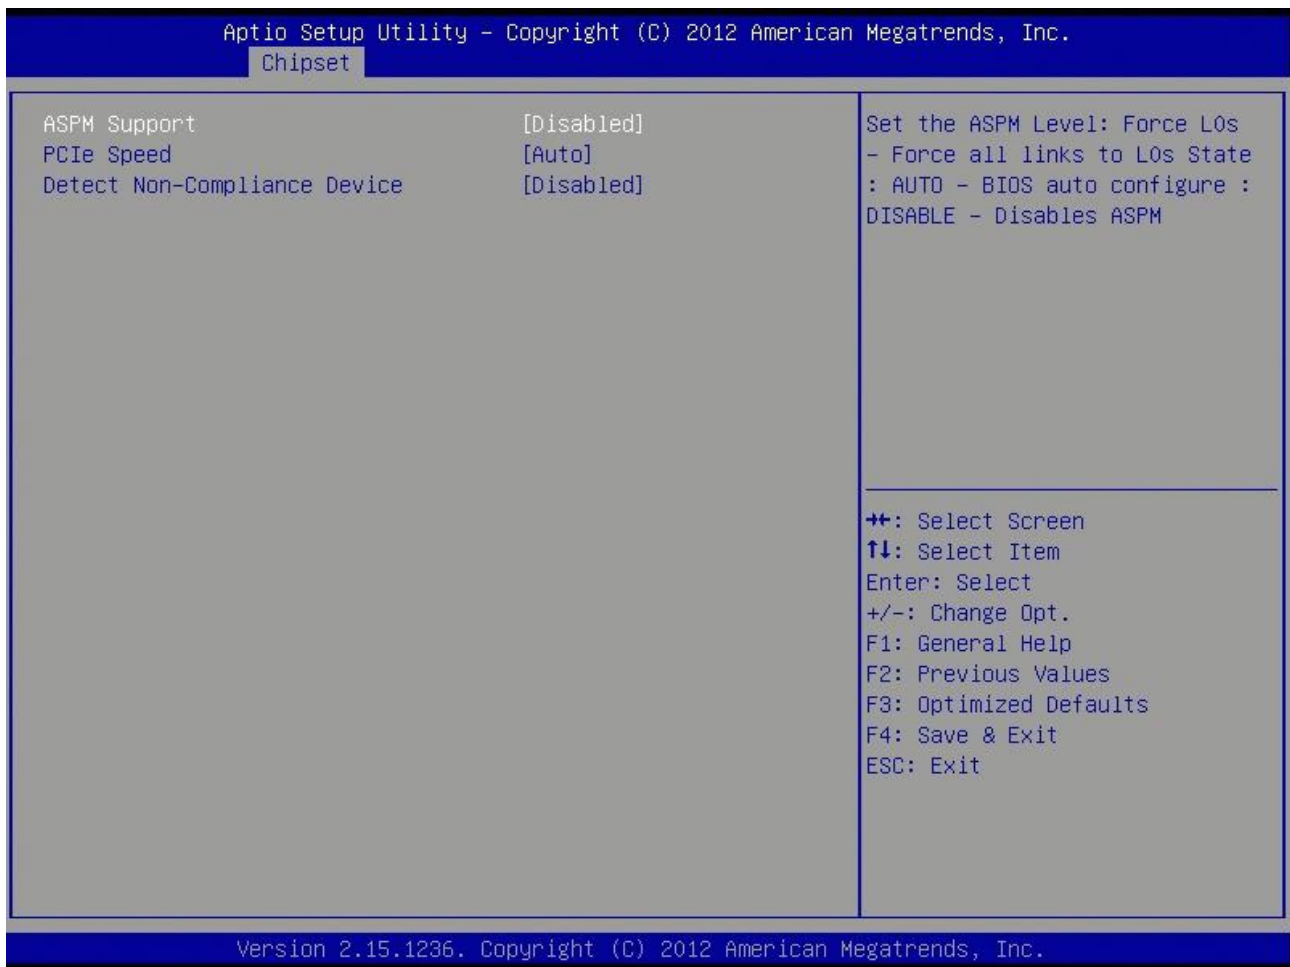 Aptio Setup Utility – Copyright (C) 2012 American Megatrends, Inc.
Chipset
ASPM Support [Disabled]
PCIe Speed [Auto]
Detect Non-Compliance Device [Disabled]
Set the ASPM Level: Force L0s
– Force all links to L0s State
: AUTO – BIOS auto configure :
DISABLE – Disables ASPM
→←: Select Screen
↑↓: Select Item
Enter: Select
+/-: Change Opt.
F1: General Help
F2: Previous Values
F3: Optimized Defaults
F4: Save & Exit
ESC: Exit
Version 2.15.1236. Copyright (C) 2012 American Megatrends, Inc.